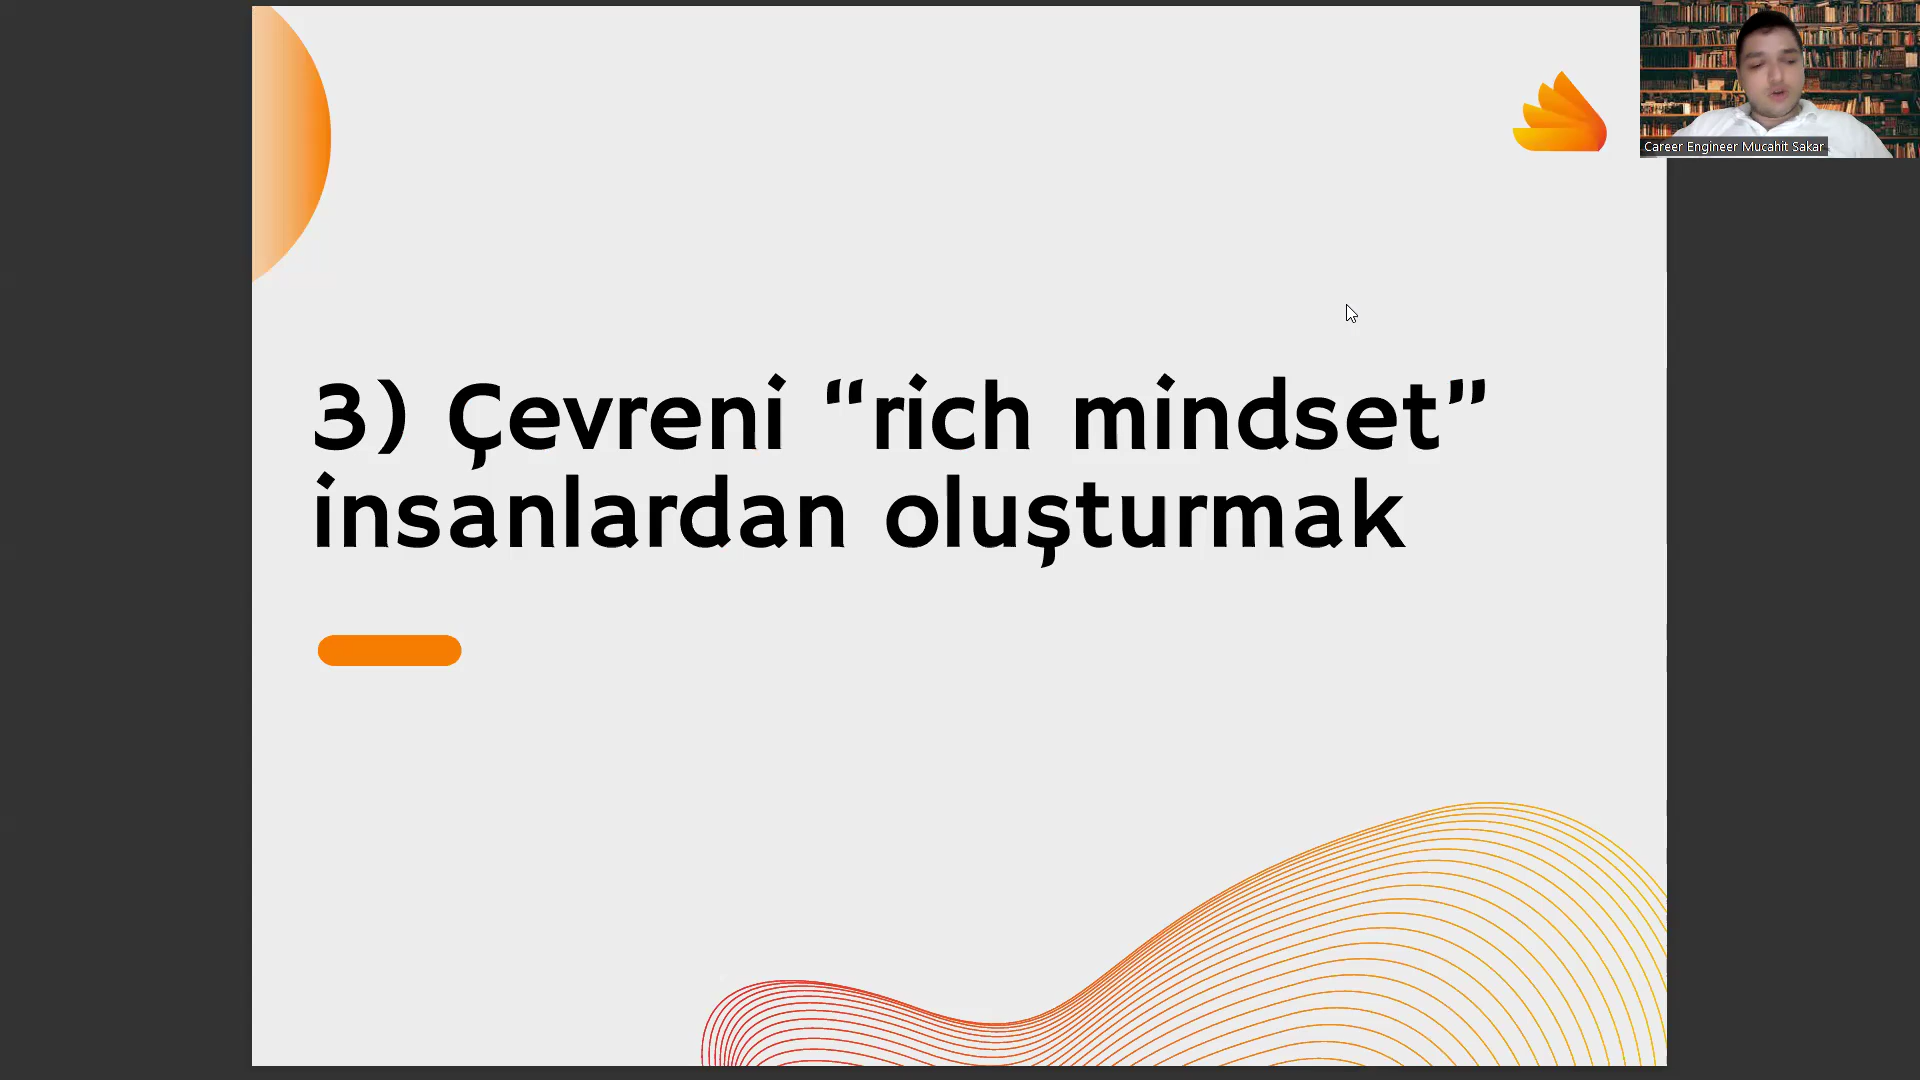 Career Engineer Mucahit Sakar
3) Çevreni “rich mindset”
insanlardan oluşturmak